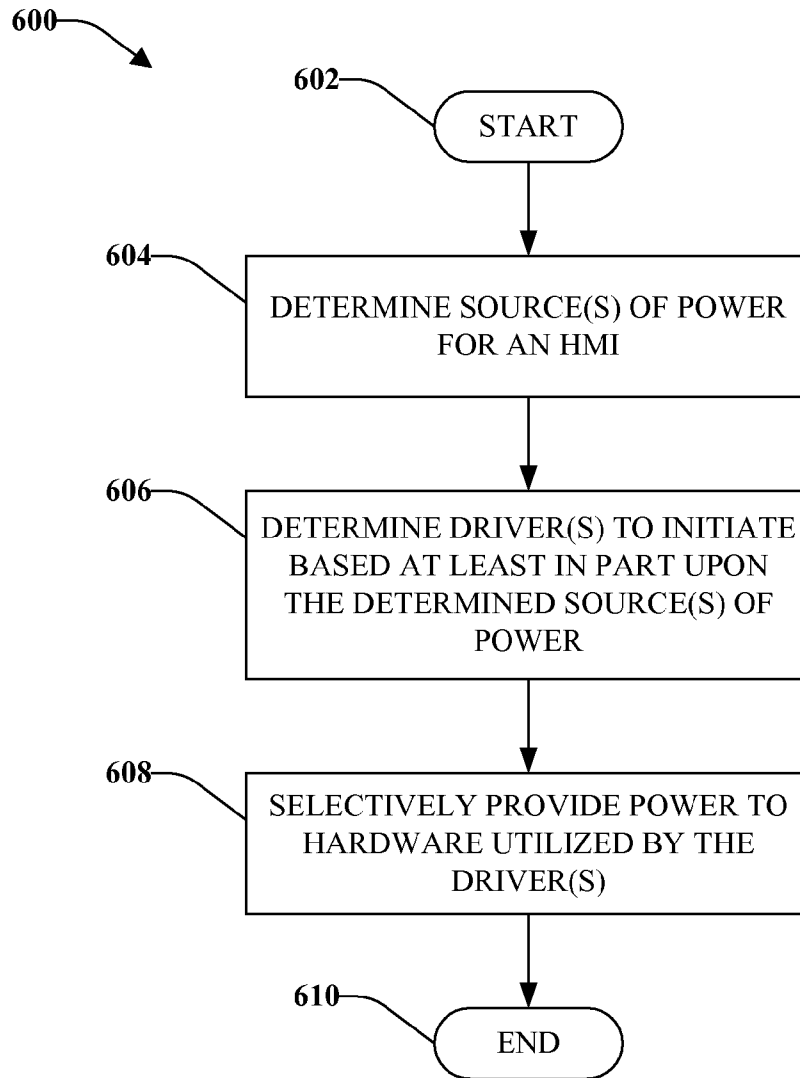 600
602
START
604
DETERMINE SOURCE(S) OF POWER
FOR AN HMI
606
DETERMINE DRIVER(S) TO INITIATE
BASED AT LEAST IN PART UPON
THE DETERMINED SOURCE(S) OF
POWER
608
SELECTIVELY PROVIDE POWER TO
HARDWARE UTILIZED BY THE
DRIVER(S)
610
END